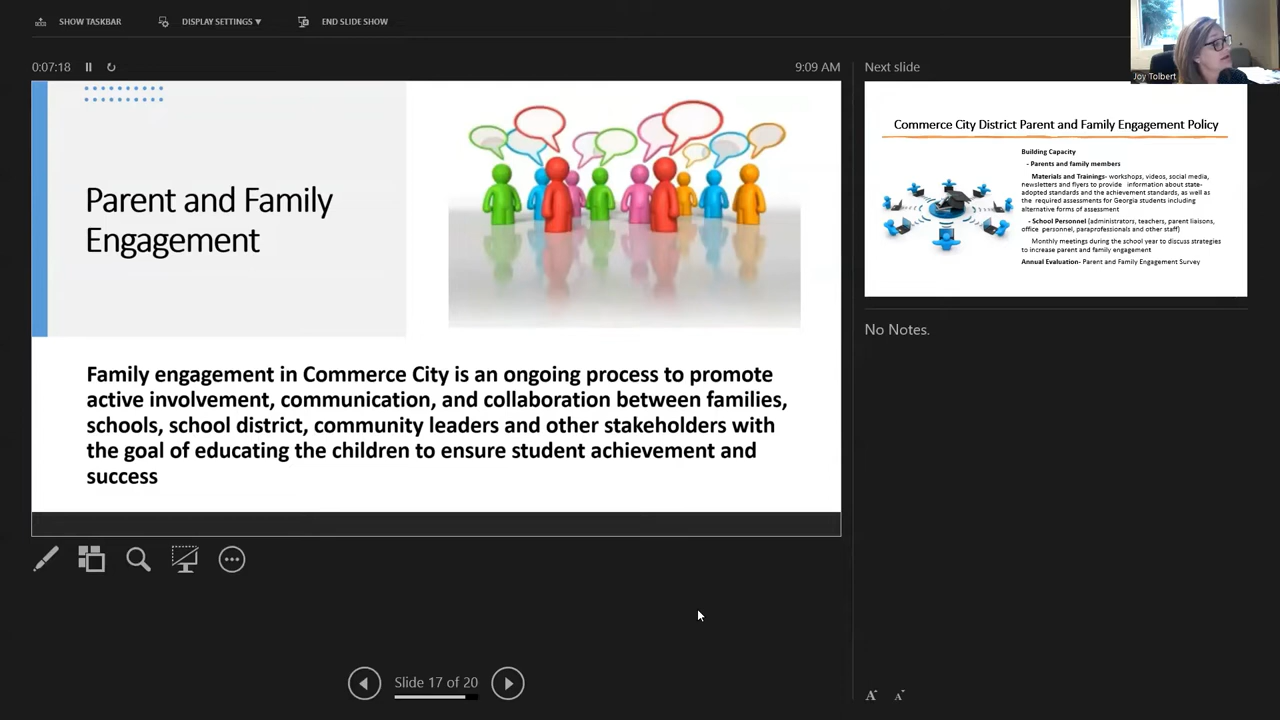 SHOW TASKBAR
DISPLAY SETTINGS ▼
END SLIDE SHOW
Joy Tolbert
0:07:18
9:09 AM
Parent and Family
Engagement
Family engagement in Commerce City is an ongoing process to promote
active involvement, communication, and collaboration between families,
schools, school district, community leaders and other stakeholders with
the goal of educating the children to ensure student achievement and
success
Slide 17 of 20
Next slide
Commerce City District Parent and Family Engagement Policy
Building Capacity
- Parents and family members
Materials and Trainings- workshops, videos, social media,
newsletters and flyers to provide information about state-
adopted standards and the achievement standards, as well as
the required assessments for Georgia students including
alternative forms of assessment
- School Personnel (administrators, teachers, parent liaisons,
office personnel, paraprofessionals and other staff)
Monthly meetings during the school year to discuss strategies
to increase parent and family engagement
Annual Evaluation- Parent and Family Engagement Survey
No Notes.
A A